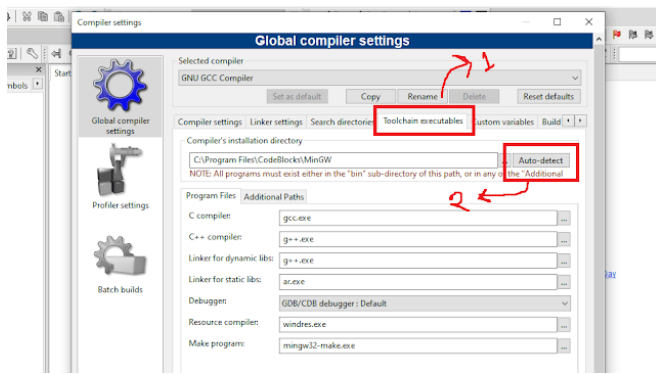 Compiler settings
Global compiler settings
Selected compiler
GNU GCC Compiler
Set as default Copy Rename Delete Reset defaults
1
Global compiler
settings
Compiler settings Linker settings Search directories Toolchain executables Custom variables Build
Compiler's installation directory
C:\Program Files\CodeBlocks\MinGW
Auto-detect
NOTE: All programs must exist either in the "bin" sub-directory of this path, or in any of the "Additional
2
Program Files Additional Paths
Profiler settings
C compiler: gcc.exe ...
C++ compiler: g++.exe ...
Linker for dynamic libs: g++.exe ...
Linker for static libs: ar.exe ...
Batch builds
Debugger: GDB/CDB debugger : Default
Resource compiler: windres.exe ...
Make program: mingw32-make.exe ...
mbols
Start